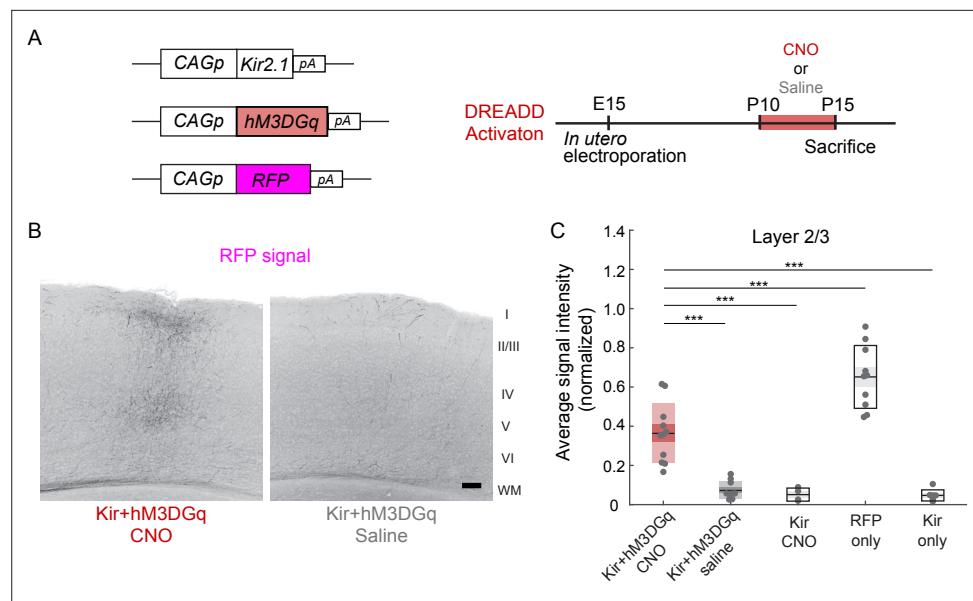 A
CAGp Kir2.1 pA
CAGp hM3DGq pA
CAGp RFP pA
DREADD
Activaton
CNO
or
Saline
E15 P10 P15
In utero
electroporation
Sacrifice
B
RFP signal
I
II/III
IV
V
VI
WM
Kir+hM3DGq
CNO
Kir+hM3DGq
Saline
C
Layer 2/3
Average signal intensity
(normalized)
1.4
1.2
1.0
0.8
0.6
0.4
0.2
0
***
***
***
***
Kir+hM3DGq
CNO
Kir+hM3DGq
saline
Kir
CNO
RFP
only
Kir
only